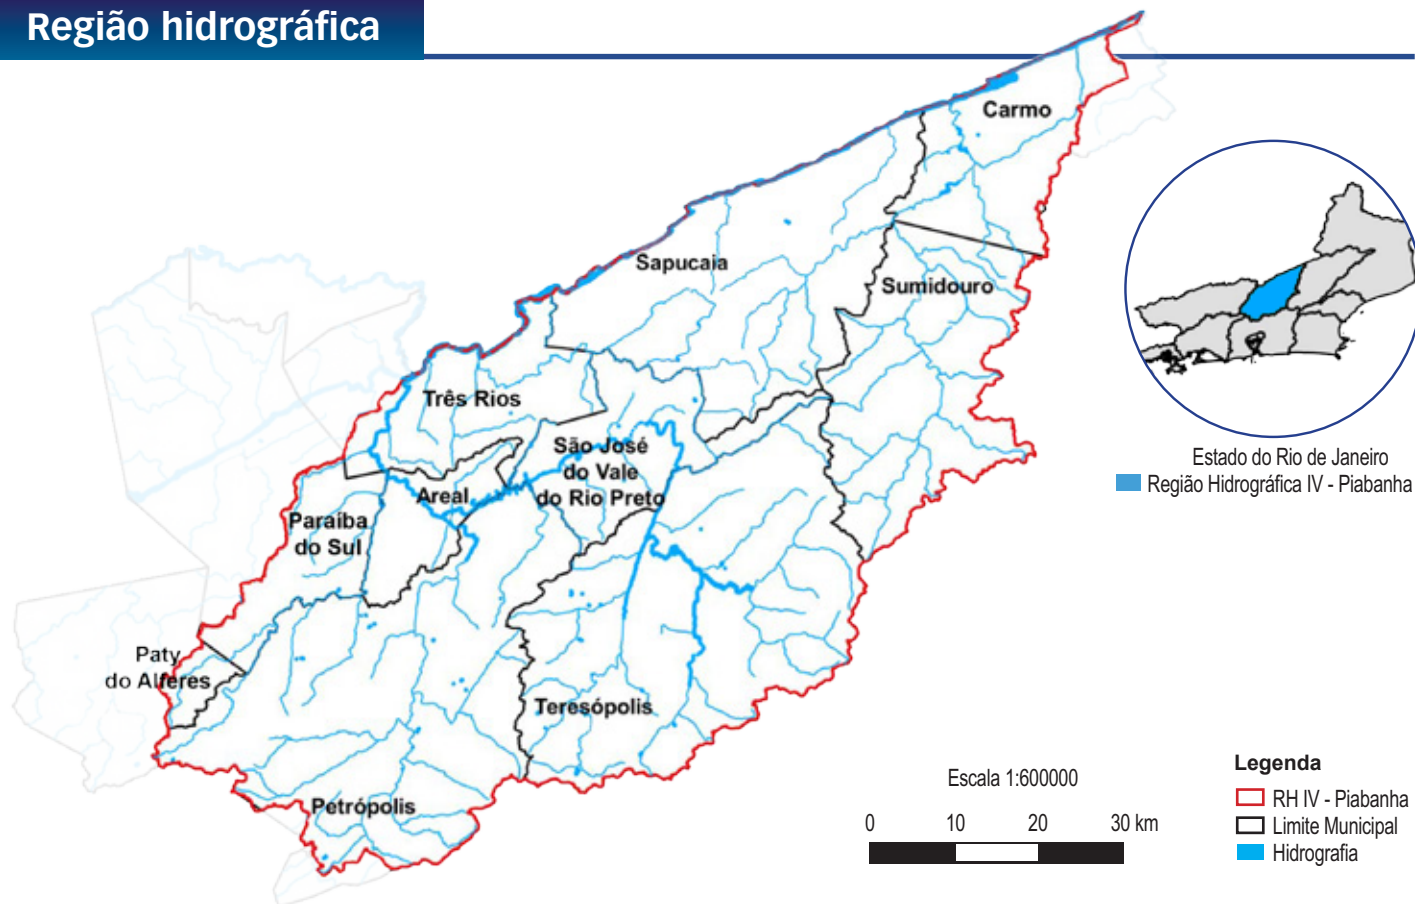 Região hidrográfica
Carmo
Sapucaia
Sumidouro
Três Rios
São José
do Vale
do Rio Preto
Areal
Paraíba
do Sul
Paty
do Alferes
Teresópolis
Petrópolis
Estado do Rio de Janeiro
Região Hidrográfica IV - Piabanha
Escala 1:600000
0 10 20 30 km
Legenda
RH IV - Piabanha
Limite Municipal
Hidrografia